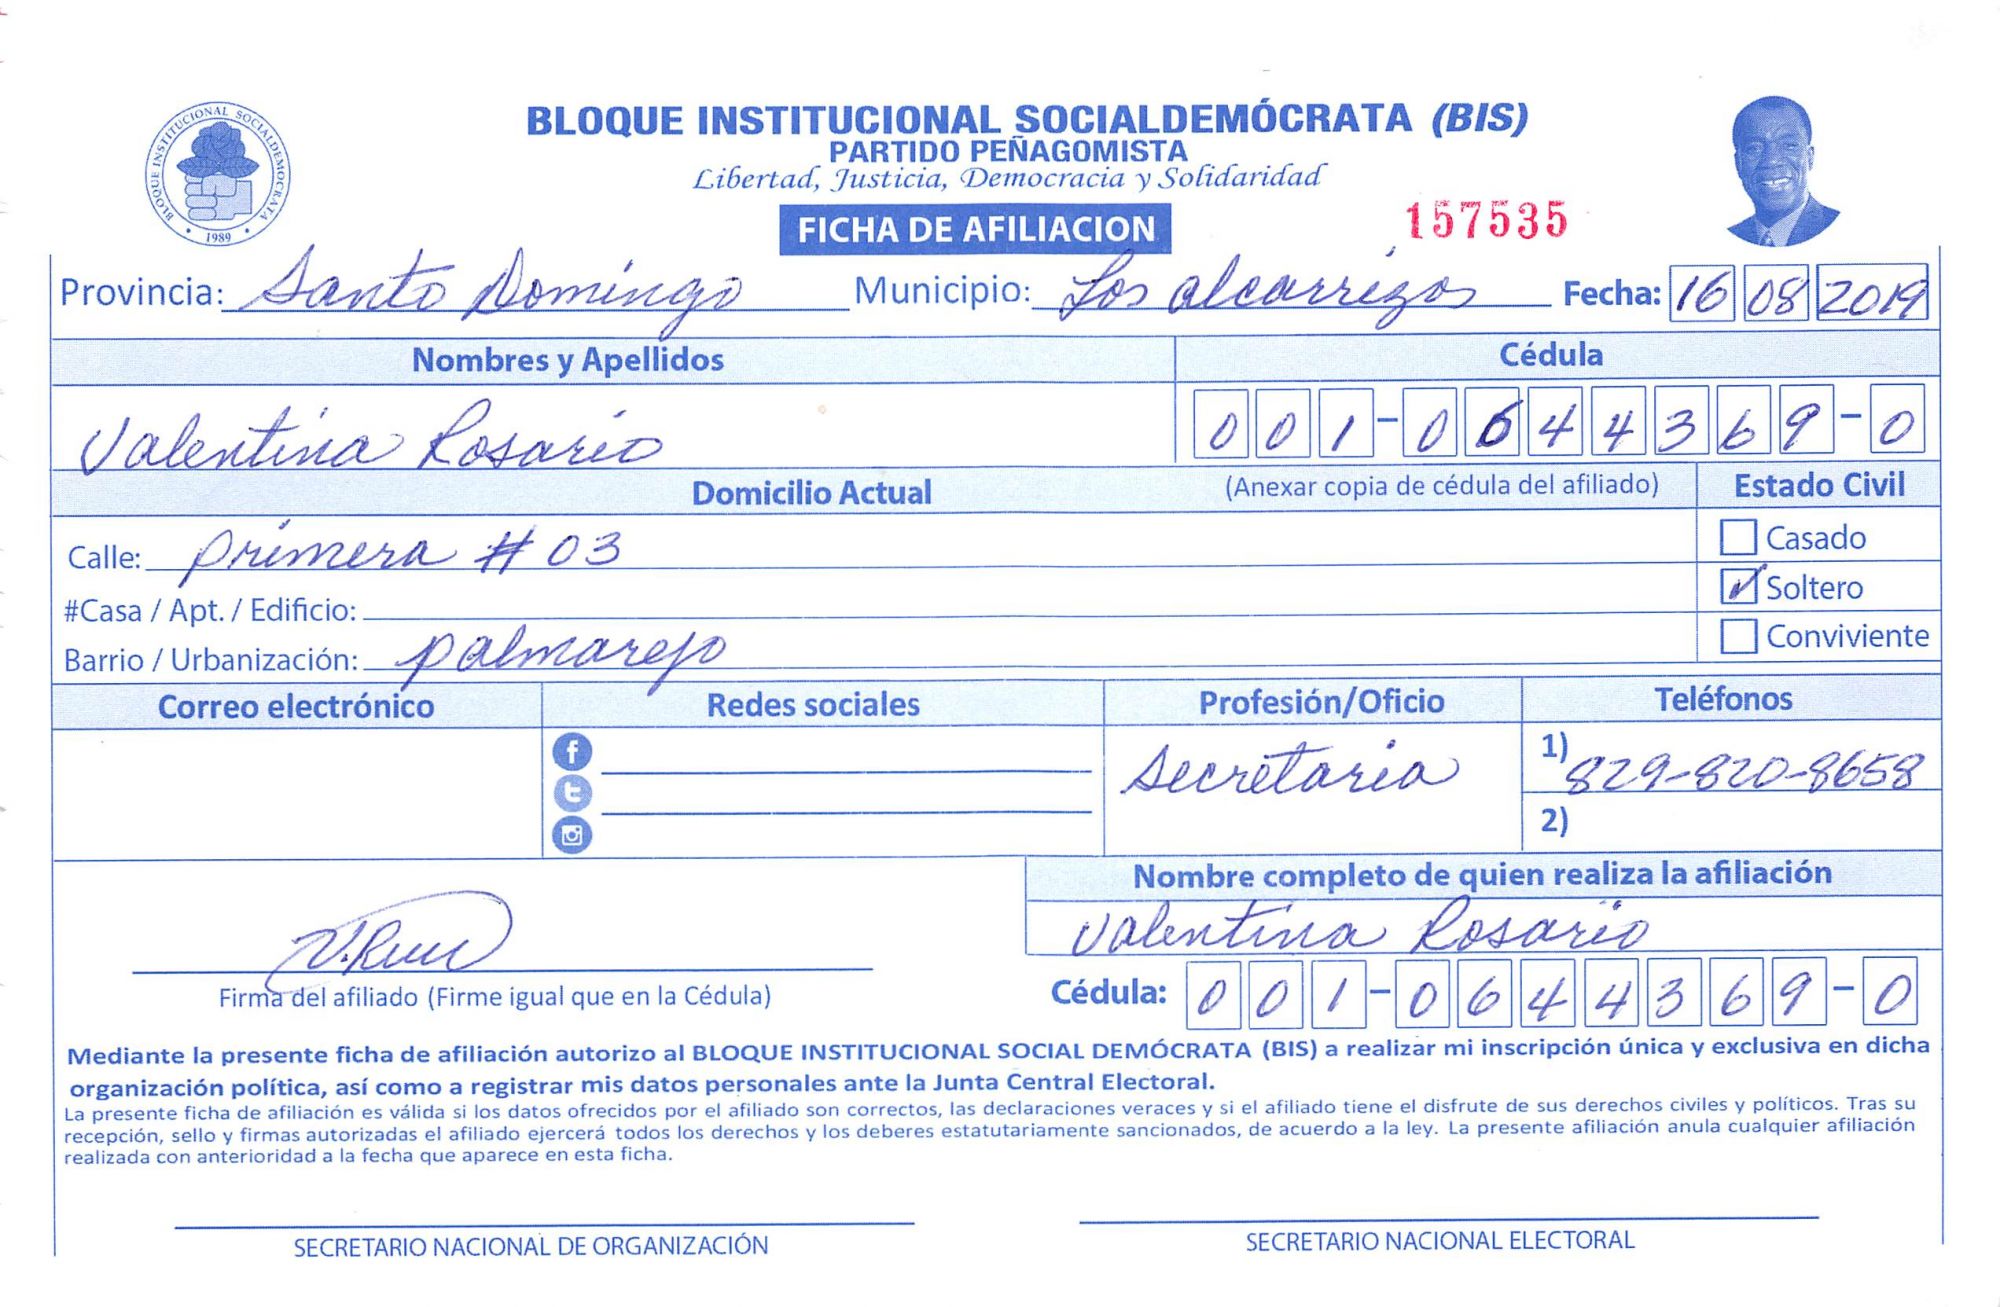 BLOQUE INSTITUCIONAL SOCIALDEMÓCRATA
1989
BLOQUE INSTITUCIONAL SOCIALDEMÓCRATA (BIS)
PARTIDO PEÑAGOMISTA
Libertad, Justicia, Democracia y Solidaridad
FICHA DE AFILIACION
157535
Provincia: Santo Domingo Municipio: Los alcarrizos Fecha: 16 08 2019
Nombres y Apellidos Cédula
Valentina Rosario 001-0644369-0
Domicilio Actual (Anexar copia de cédula del afiliado) Estado Civil
Calle: primera # 03 Casado
Soltero
#Casa / Apt. / Edificio:
Barrio / Urbanización: palmarejo Conviviente
Correo electrónico Redes sociales Profesión/Oficio Teléfonos
Secretaria 1) 829-820-8658
2)
Nombre completo de quien realiza la afiliación
Valentina Rosario
Firma del afiliado (Firme igual que en la Cédula) Cédula: 001-0644369-0
Mediante la presente ficha de afiliación autorizo al BLOQUE INSTITUCIONAL SOCIAL DEMÓCRATA (BIS) a realizar mi inscripción única y exclusiva en dicha
organización política, así como a registrar mis datos personales ante la Junta Central Electoral.
La presente ficha de afiliación es válida si los datos ofrecidos por el afiliado son correctos, las declaraciones veraces y si el afiliado tiene el disfrute de sus derechos civiles y políticos. Tras su
recepción, sello y firmas autorizadas el afiliado ejercerá todos los derechos y los deberes estatutariamente sancionados, de acuerdo a la ley. La presente afiliación anula cualquier afiliación
realizada con anterioridad a la fecha que aparece en esta ficha.
SECRETARIO NACIONAL DE ORGANIZACIÓN SECRETARIO NACIONAL ELECTORAL